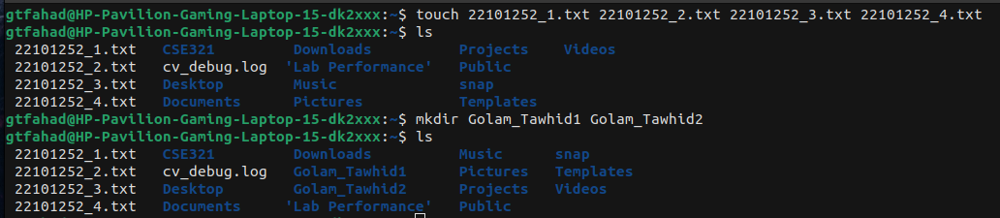 gtfahad@HP-Pavilion-Gaming-Laptop-15-dk2xxx:~$ touch 22101252_1.txt 22101252_2.txt 22101252_3.txt 22101252_4.txt
gtfahad@HP-Pavilion-Gaming-Laptop-15-dk2xxx:~$ ls
22101252_1.txt CSE321 Downloads Projects Videos
22101252_2.txt cv_debug.log 'Lab Performance' Public
22101252_3.txt Desktop Music snap
22101252_4.txt Documents Pictures Templates
gtfahad@HP-Pavilion-Gaming-Laptop-15-dk2xxx:~$ mkdir Golam_Tawhid1 Golam_Tawhid2
gtfahad@HP-Pavilion-Gaming-Laptop-15-dk2xxx:~$ ls
22101252_1.txt CSE321 Downloads Music snap
22101252_2.txt cv_debug.log Golam_Tawhid1 Pictures Templates
22101252_3.txt Desktop Golam_Tawhid2 Projects Videos
22101252_4.txt Documents 'Lab Performance' Public